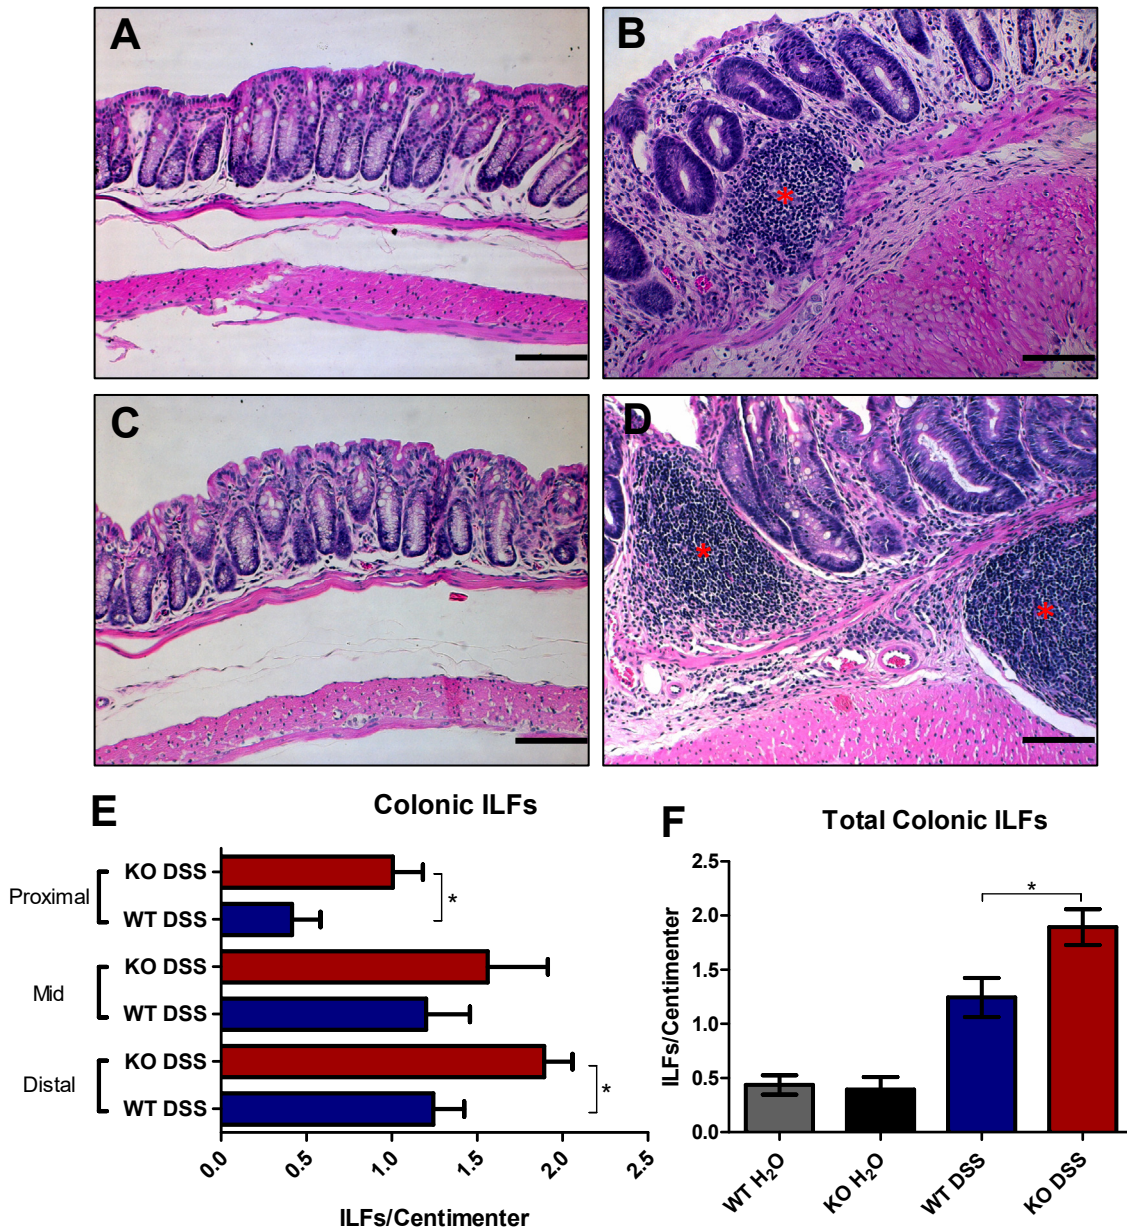 A
B
*
C
D
*
*
E
Colonic ILFs
Proximal
KO DSS
WT DSS
*
Mid
KO DSS
WT DSS
Distal
KO DSS
WT DSS
*
0.0 0.5 1.0 1.5 2.0 2.5
ILFs/Centimenter
F
Total Colonic ILFs
ILFs/Centimenter
2.5
2.0
1.5
1.0
0.5
0.0
*
WT H₂O
KO H₂O
WT DSS
KO DSS